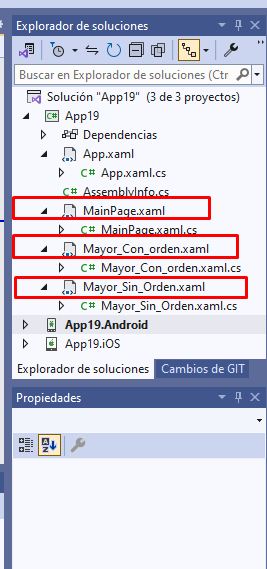 Explorador de soluciones
Buscar en Explorador de soluciones (Ctr
Solución "App19" (3 de 3 proyectos)
App19
Dependencias
App.xaml
C# App.xaml.cs
C# AssemblyInfo.cs
MainPage.xaml
C# MainPage.xaml.cs
Mayor_Con_orden.xaml
C# Mayor_Con_orden.xaml.cs
Mayor_Sin_Orden.xaml
C# Mayor_Sin_Orden.xaml.cs
App19.Android
App19.iOS
Explorador de soluciones Cambios de GIT
Propiedades